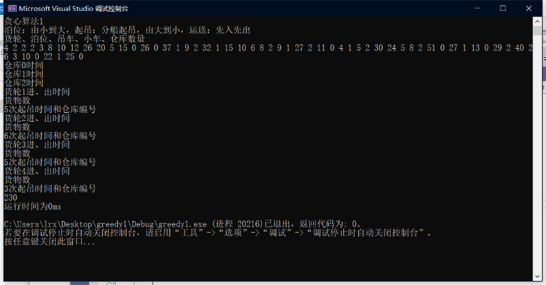 Microsoft Visual Studio 调试控制台
贪心算法1
泊位：由小到大，起吊：分船起吊，由大到小，运送：先入先出
货轮、泊位、吊车、小车、仓库数量
4 2 2 2 3 8 10 12 26 20 5 15 0 26 0 37 1 9 2 32 1 15 10 6 8 2 9 1 27 2 11 0 4 1 5 2 30 24 5 8 2 51 0 27 1 13 0 29 2 40 2
6 3 10 0 22 1 25 0
仓库0时间
仓库1时间
仓库2时间
货轮1进、出时间
货物数
5次起吊时间和仓库编号
货轮2进、出时间
货物数
6次起吊时间和仓库编号
货轮3进、出时间
货物数
5次起吊时间和仓库编号
货轮4进、出时间
货物数
3次起吊时间和仓库编号
230
运行时间为0ms
C:\Users\lrx\Desktop\greedy1\Debug\greedy1.exe (进程 20216)已退出，返回代码为: 0。
若要在调试停止时自动关闭控制台，请启用“工具”->“选项”->“调试”->“调试停止时自动关闭控制台”。
按任意键关闭此窗口...